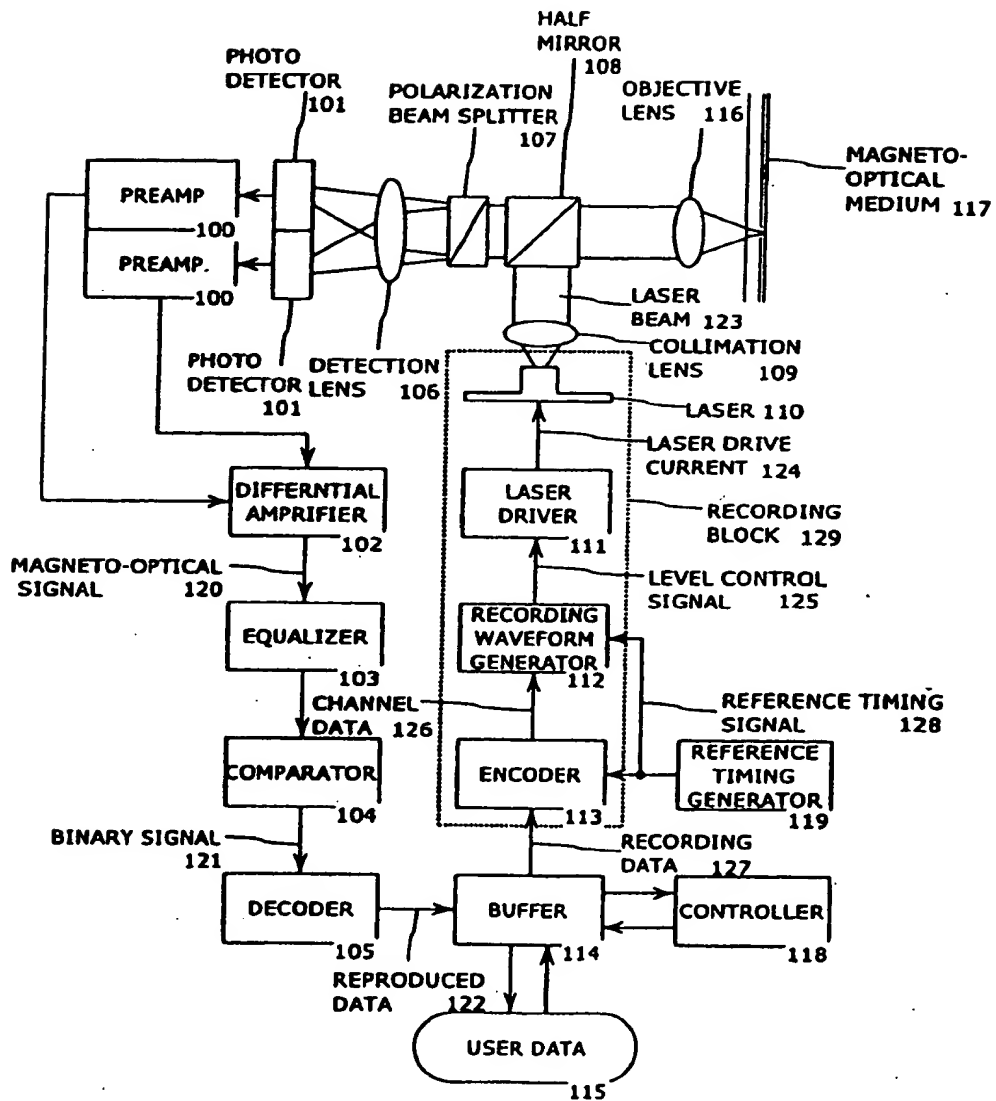 HALF
MIRROR
108
PHOTO
DETECTOR
101
POLARIZATION
BEAM SPLITTER
107
OBJECTIVE
LENS 116
MAGNETO-
OPTICAL
MEDIUM 117
PREAMP
100
PREAMP.
100
LASER
BEAM 123
COLLIMATION
LENS
109
PHOTO
DETECTOR
101
DETECTION
LENS 106
LASER 110
LASER DRIVE
CURRENT 124
DIFFERNTIAL
AMPRIFIER
102
LASER
DRIVER
111
RECORDING
BLOCK 129
MAGNETO-OPTICAL
SIGNAL 120
LEVEL CONTROL
SIGNAL 125
EQUALIZER
103
RECORDING
WAVEFORM
GENERATOR
112
CHANNEL
DATA 126
REFERENCE TIMING
SIGNAL 128
COMPARATOR
104
ENCODER
113
REFERENCE
TIMING
GENERATOR
119
BINARY SIGNAL
121
RECORDING
DATA 127
DECODER
105
BUFFER
114
CONTROLLER
118
REPRODUCED
DATA 122
USER DATA
115